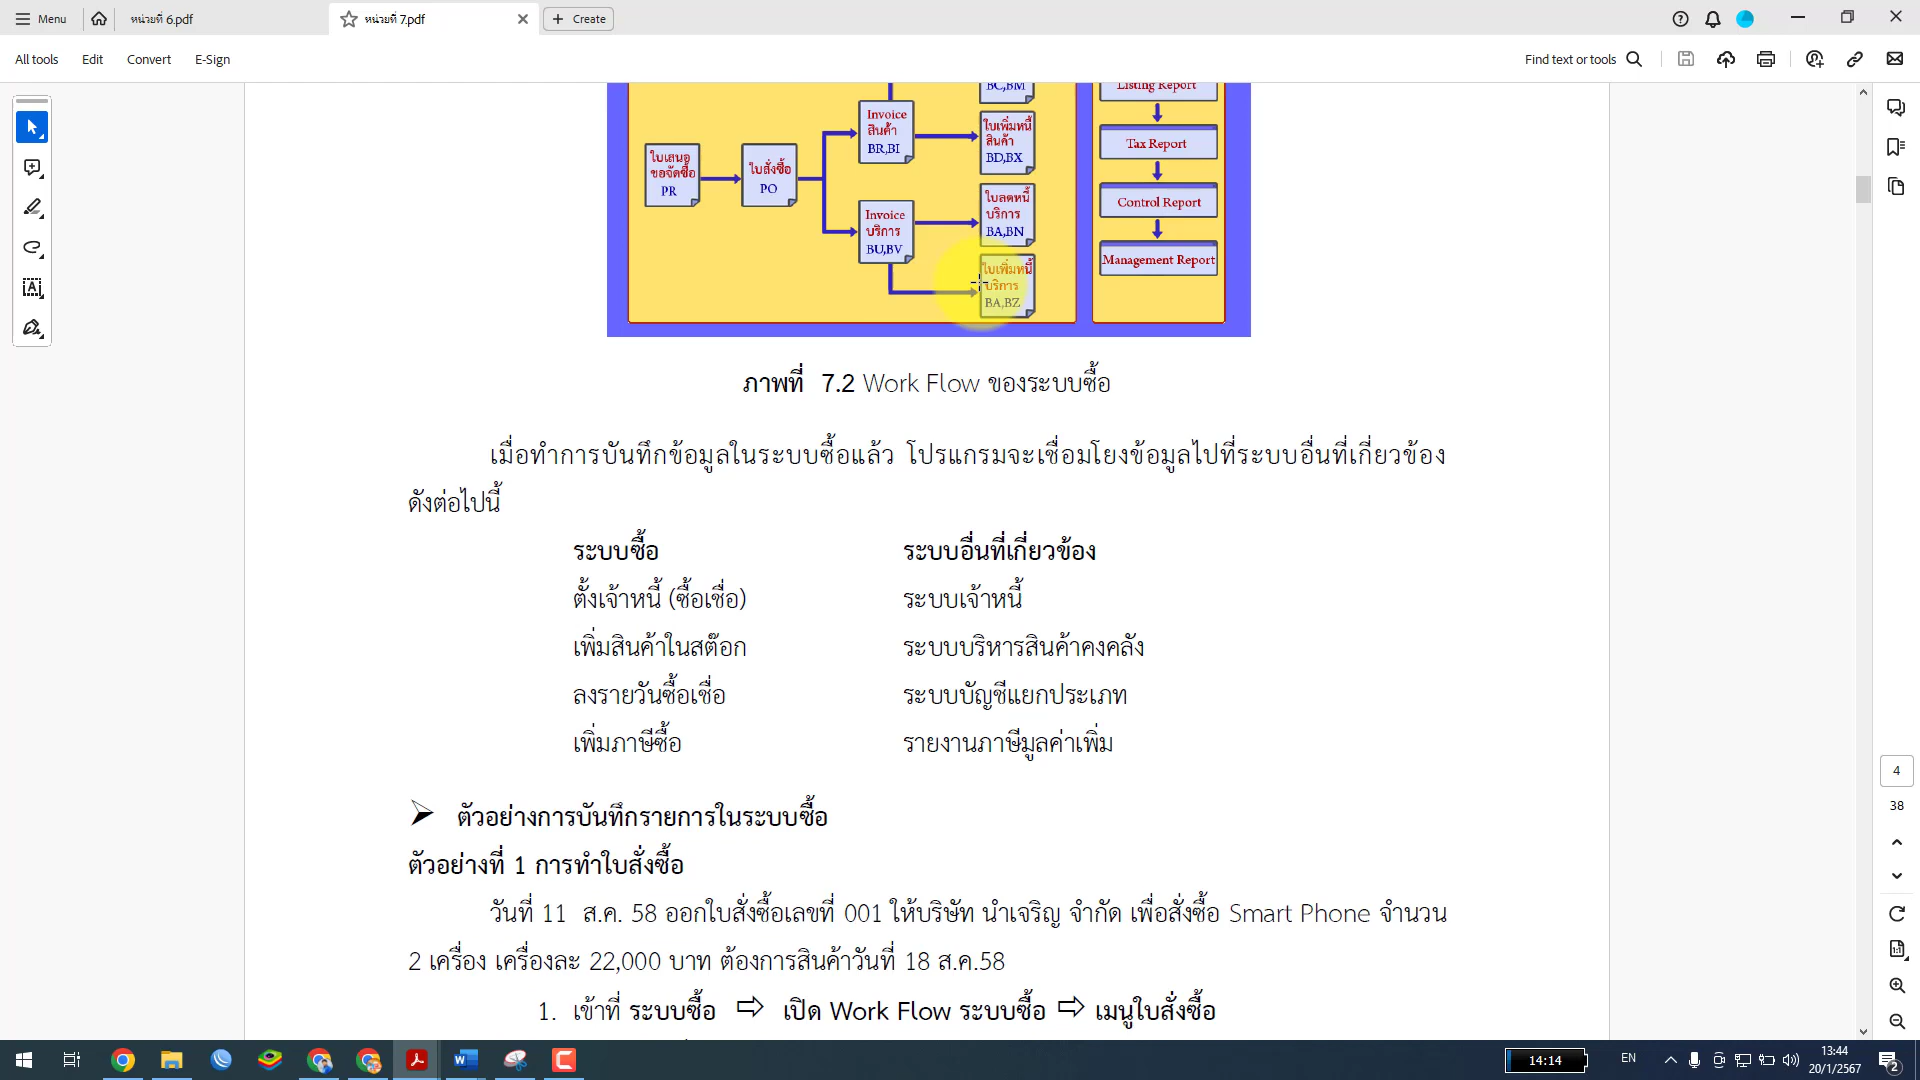 Menu
หน่วยที่ 6.pdf
หน่วยที่ 7.pdf
Create
All tools
Edit
Convert
E-Sign
Find text or tools
BC,BM
Listing Report
Invoice
สินค้า
BR,BI
ใบเพิ่มหนี้
สินค้า
BD,BX
Tax Report
ใบเสนอ
ขอจัดซื้อ
PR
ใบสั่งซื้อ
PO
ใบลดหนี้
บริการ
BA,BN
Control Report
Invoice
บริการ
BU,BV
ใบเพิ่มหนี้
บริการ
BA,BZ
Management Report
ภาพที่ 7.2 Work Flow ของระบบซื้อ
เมื่อทำการบันทึกข้อมูลในระบบซื้อแล้ว โปรแกรมจะเชื่อมโยงข้อมูลไปที่ระบบอื่นที่เกี่ยวข้อง
ดังต่อไปนี้
ระบบซื้อ ระบบอื่นที่เกี่ยวข้อง
ตั้งเจ้าหนี้ (ซื้อเชื่อ) ระบบเจ้าหนี้
เพิ่มสินค้าในสต๊อก ระบบบริหารสินค้าคงคลัง
ลงรายวันซื้อเชื่อ ระบบบัญชีแยกประเภท
เพิ่มภาษีซื้อ รายงานภาษีมูลค่าเพิ่ม
ตัวอย่างการบันทึกรายการในระบบซื้อ
ตัวอย่างที่ 1 การทำใบสั่งซื้อ
วันที่ 11 ส.ค. 58 ออกใบสั่งซื้อเลขที่ 001 ให้บริษัท นำเจริญ จำกัด เพื่อสั่งซื้อ Smart Phone จำนวน
2 เครื่อง เครื่องละ 22,000 บาท ต้องการสินค้าวันที่ 18 ส.ค.58
1. เข้าที่ ระบบซื้อ ⇨ เปิด Work Flow ระบบซื้อ ⇨ เมนูใบสั่งซื้อ
4
38
14:14
EN
13:44
20/1/2567
2